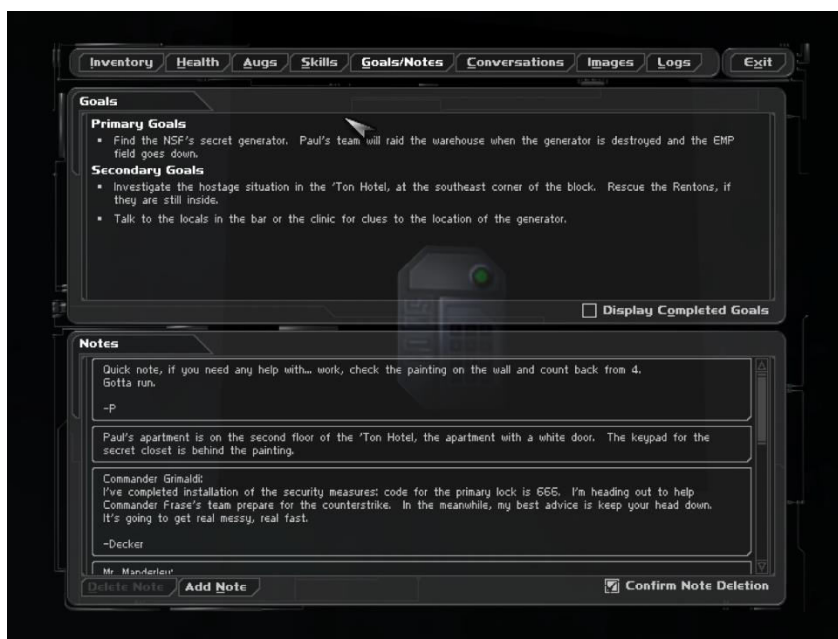 Inventory Health Augs Skills Goals/Notes Conversations Images Logs Exit
Goals
Primary Goals
▪ Find the NSF's secret generator. Paul's team will raid the warehouse when the generator is destroyed and the EMP
field goes down.
Secondary Goals
▪ Investigate the hostage situation in the 'Ton Hotel, at the southeast corner of the block. Rescue the Rentons, if
they are still inside.
▪ Talk to the locals in the bar or the clinic for clues to the location of the generator.
Display Completed Goals
Notes
Quick note, if you need any help with... work, check the painting on the wall and count back from 4.
Gotta run.
-P
Paul's apartment is on the second floor of the 'Ton Hotel, the apartment with a white door. The keypad for the
secret closet is behind the painting.
Commander Grimaldi:
I've completed installation of the security measures: code for the primary lock is 666. I'm heading out to help
Commander Frase's team prepare for the counterstrike. In the meanwhile, my best advice is keep your head down.
It's going to get real messy, real fast.
-Decker
Mr. Manderley:
Delete Note Add Note Confirm Note Deletion